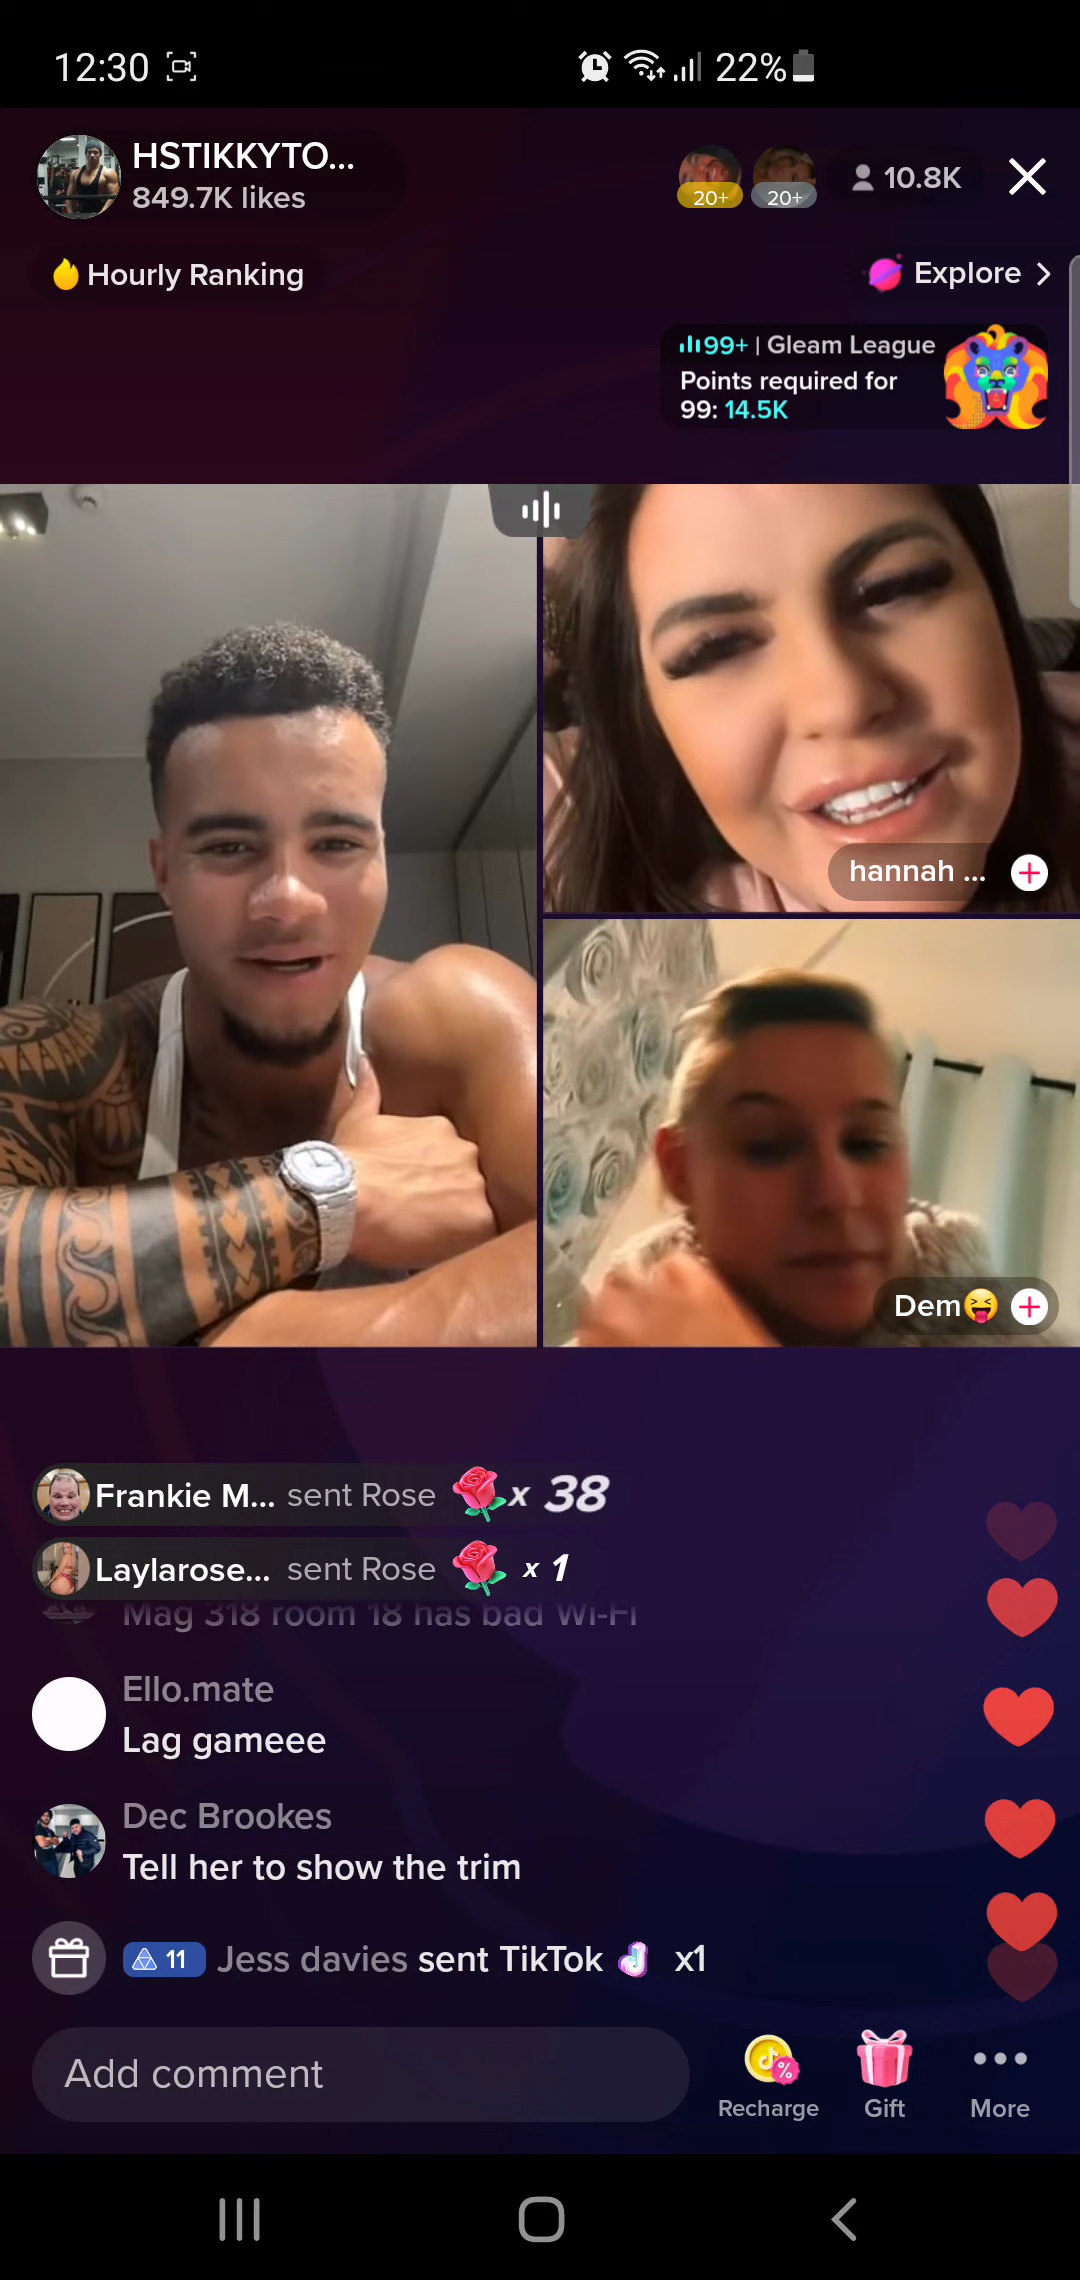 12:30
22%
HSTIKKYTO...
849.7K likes
20+
20+
10.8K
Hourly Ranking
Explore
99+ | Gleam League
Points required for
99: 14.5K
hannah ...
Dem😝
Frankie M... sent Rose x 38
Laylarose... sent Rose x 1
Mag 318 room 18 has bad Wi-Fi
Ello.mate
Lag gameee
Dec Brookes
Tell her to show the trim
11 Jess davies sent TikTok x1
Add comment
Recharge
Gift
More